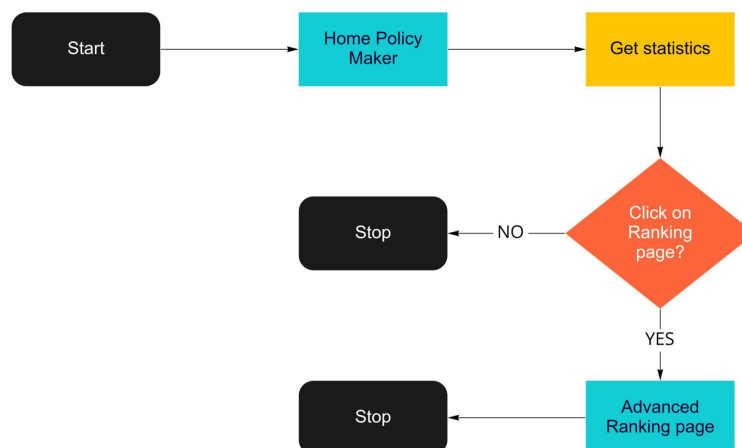 Start
Home Policy
Maker
Get statistics
Click on
Ranking
page?
NO
Stop
YES
Advanced
Ranking page
Stop